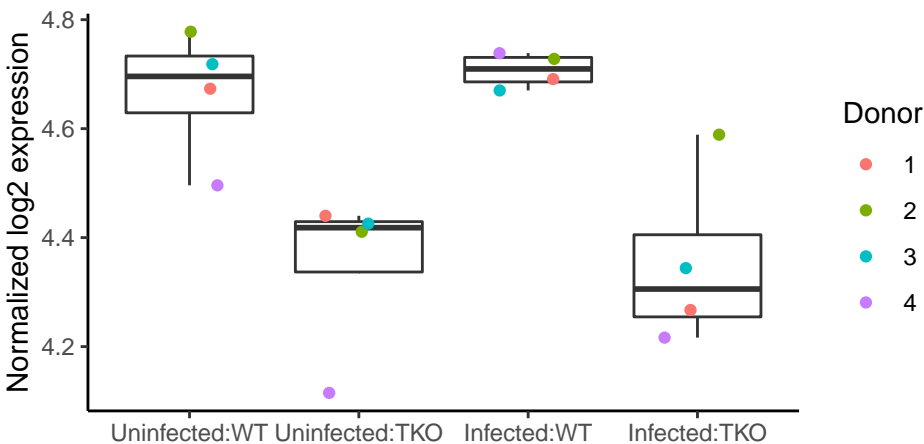 Normalized log2 expression
4.8
4.6
4.4
4.2
Uninfected:WT Uninfected:TKO Infected:WT Infected:TKO
Donor
1
2
3
4